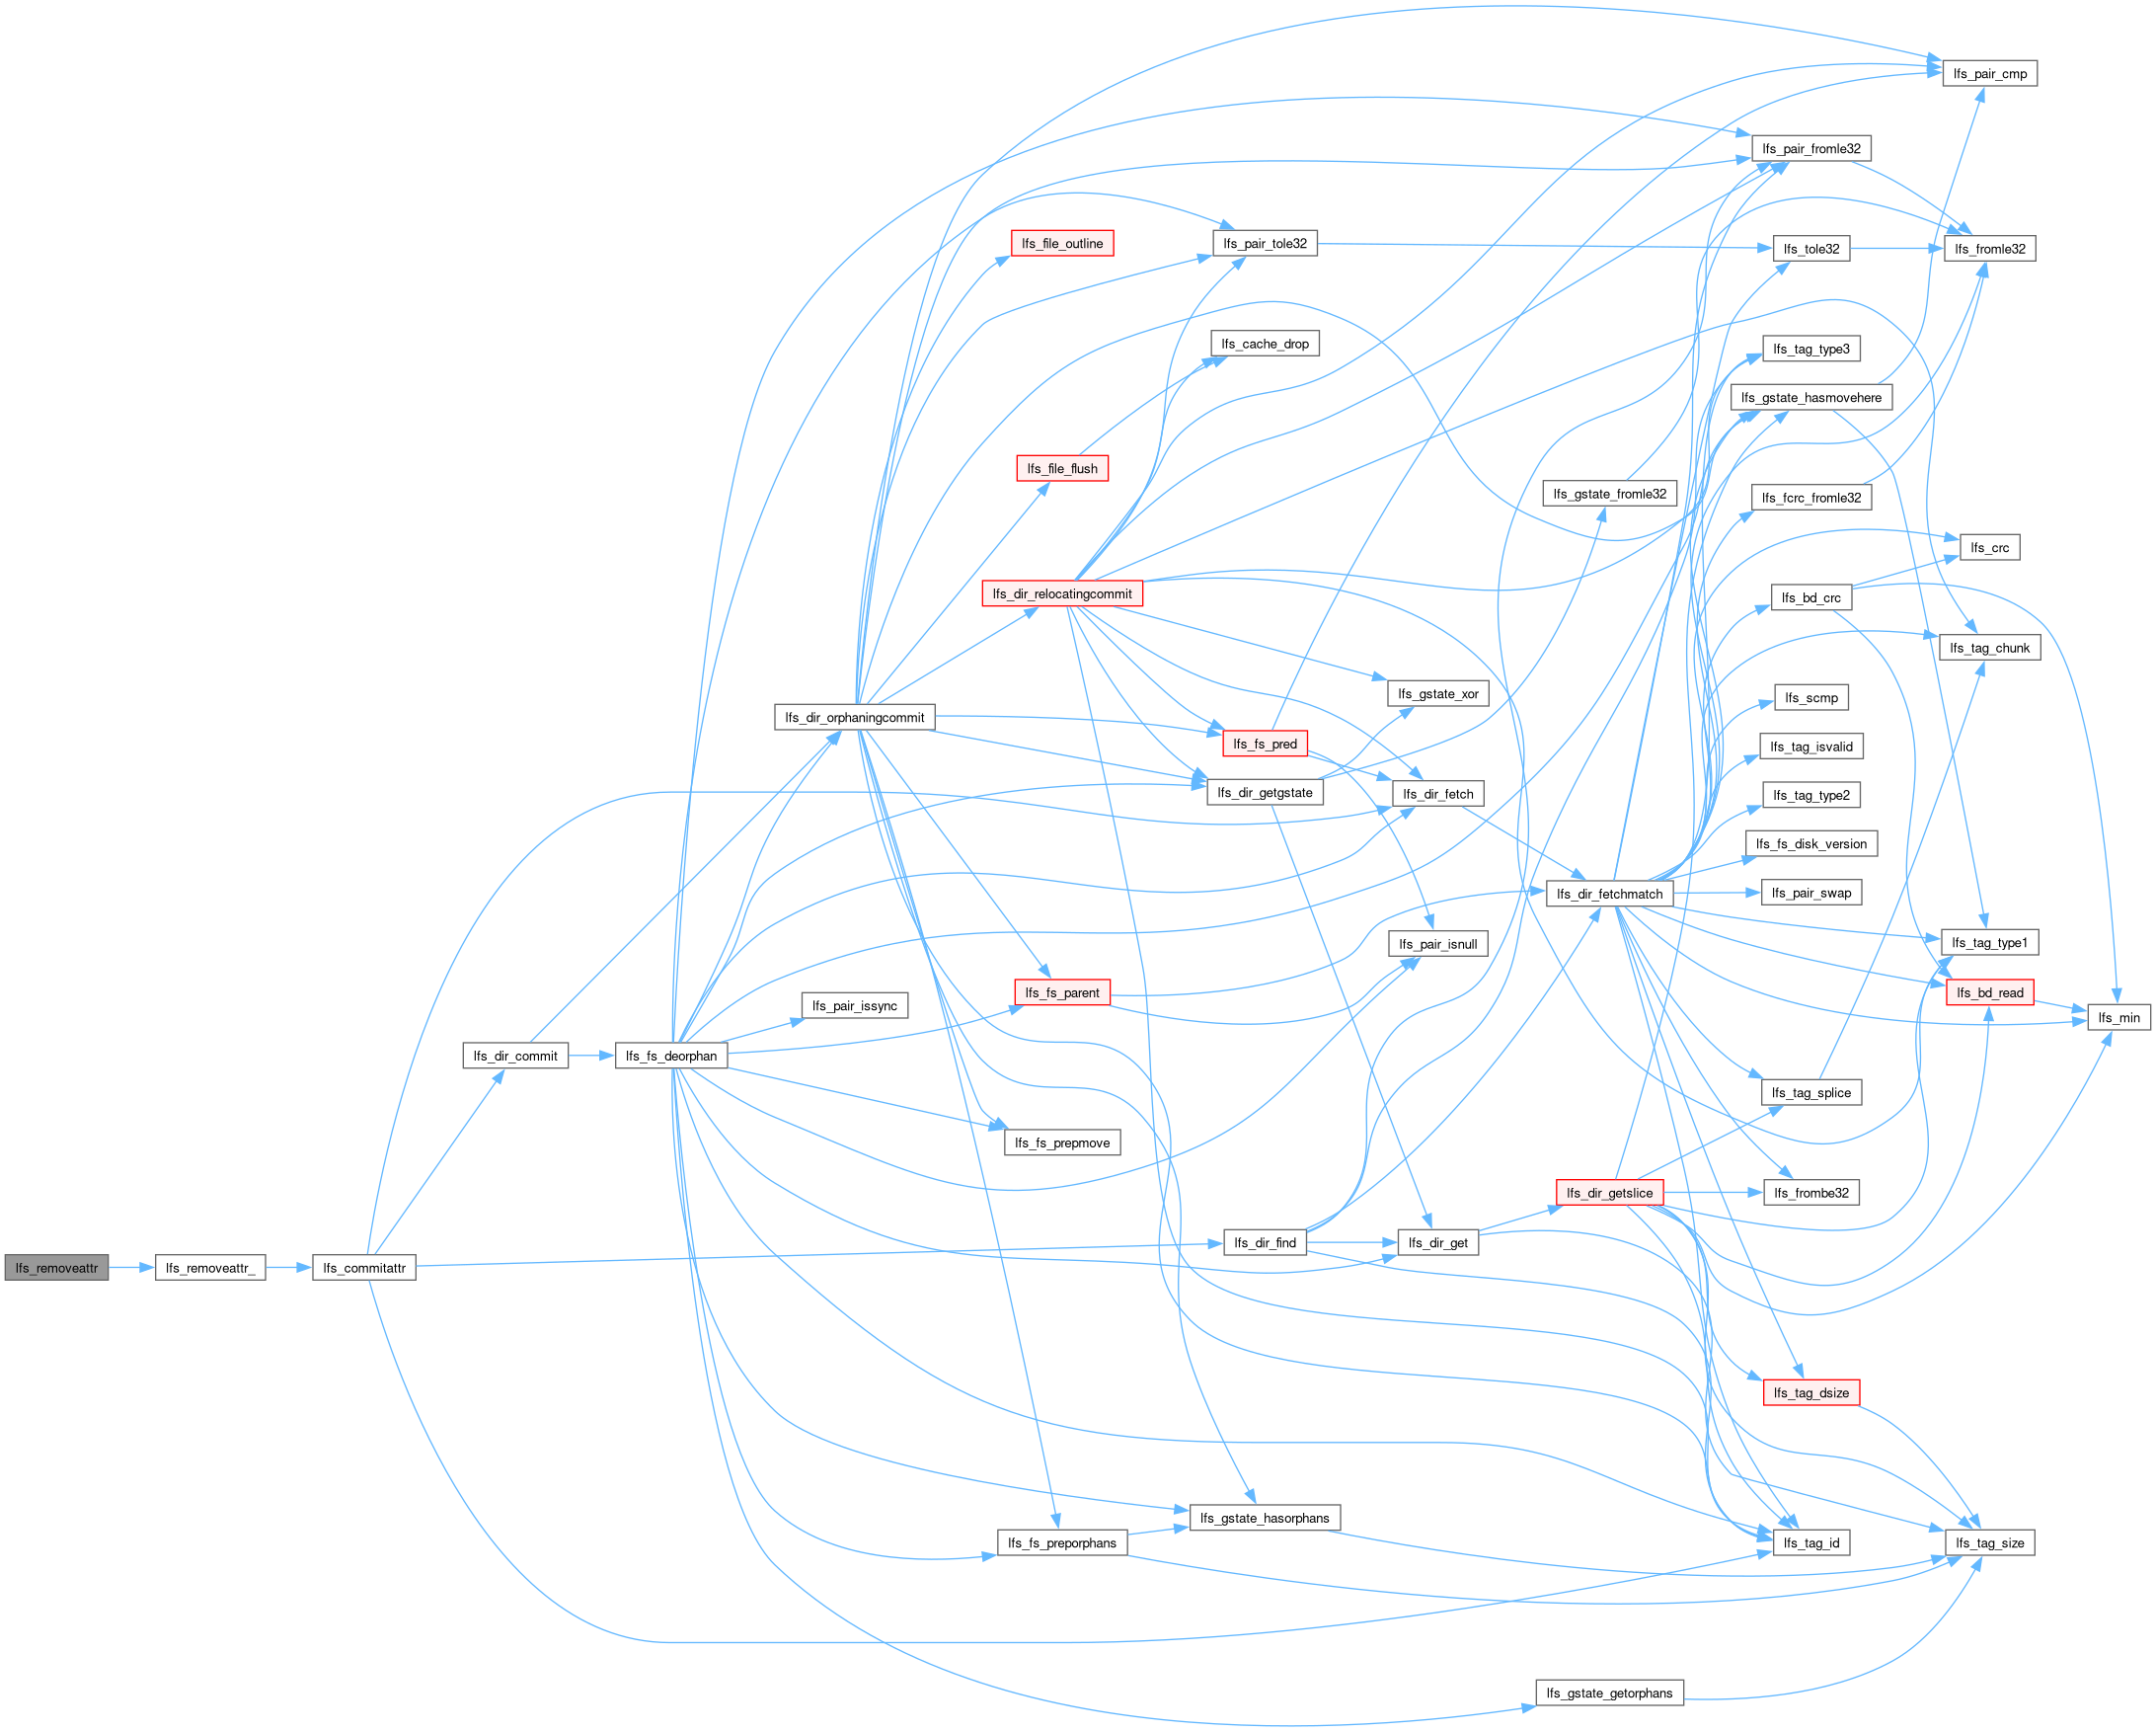 lfs_pair_cmp
lfs_pair_fromle32
lfs_file_outline
lfs_pair_tole32
lfs_tole32
lfs_fromle32
lfs_cache_drop
lfs_tag_type3
lfs_gstate_hasmovehere
lfs_file_flush
lfs_gstate_fromle32
lfs_fcrc_fromle32
lfs_crc
lfs_dir_relocatingcommit
lfs_bd_crc
lfs_tag_chunk
lfs_gstate_xor
lfs_scmp
lfs_dir_orphaningcommit
lfs_fs_pred
lfs_tag_isvalid
lfs_dir_getgstate
lfs_dir_fetch
lfs_tag_type2
lfs_fs_disk_version
lfs_dir_fetchmatch
lfs_pair_swap
lfs_pair_isnull
lfs_tag_type1
lfs_fs_parent
lfs_bd_read
lfs_pair_issync
lfs_min
lfs_dir_commit
lfs_fs_deorphan
lfs_tag_splice
lfs_fs_prepmove
lfs_dir_getslice
lfs_frombe32
lfs_dir_find
lfs_dir_get
lfs_removeattr
lfs_removeattr_
lfs_commitattr
lfs_tag_dsize
lfs_gstate_hasorphans
lfs_fs_preporphans
lfs_tag_id
lfs_tag_size
lfs_gstate_getorphans